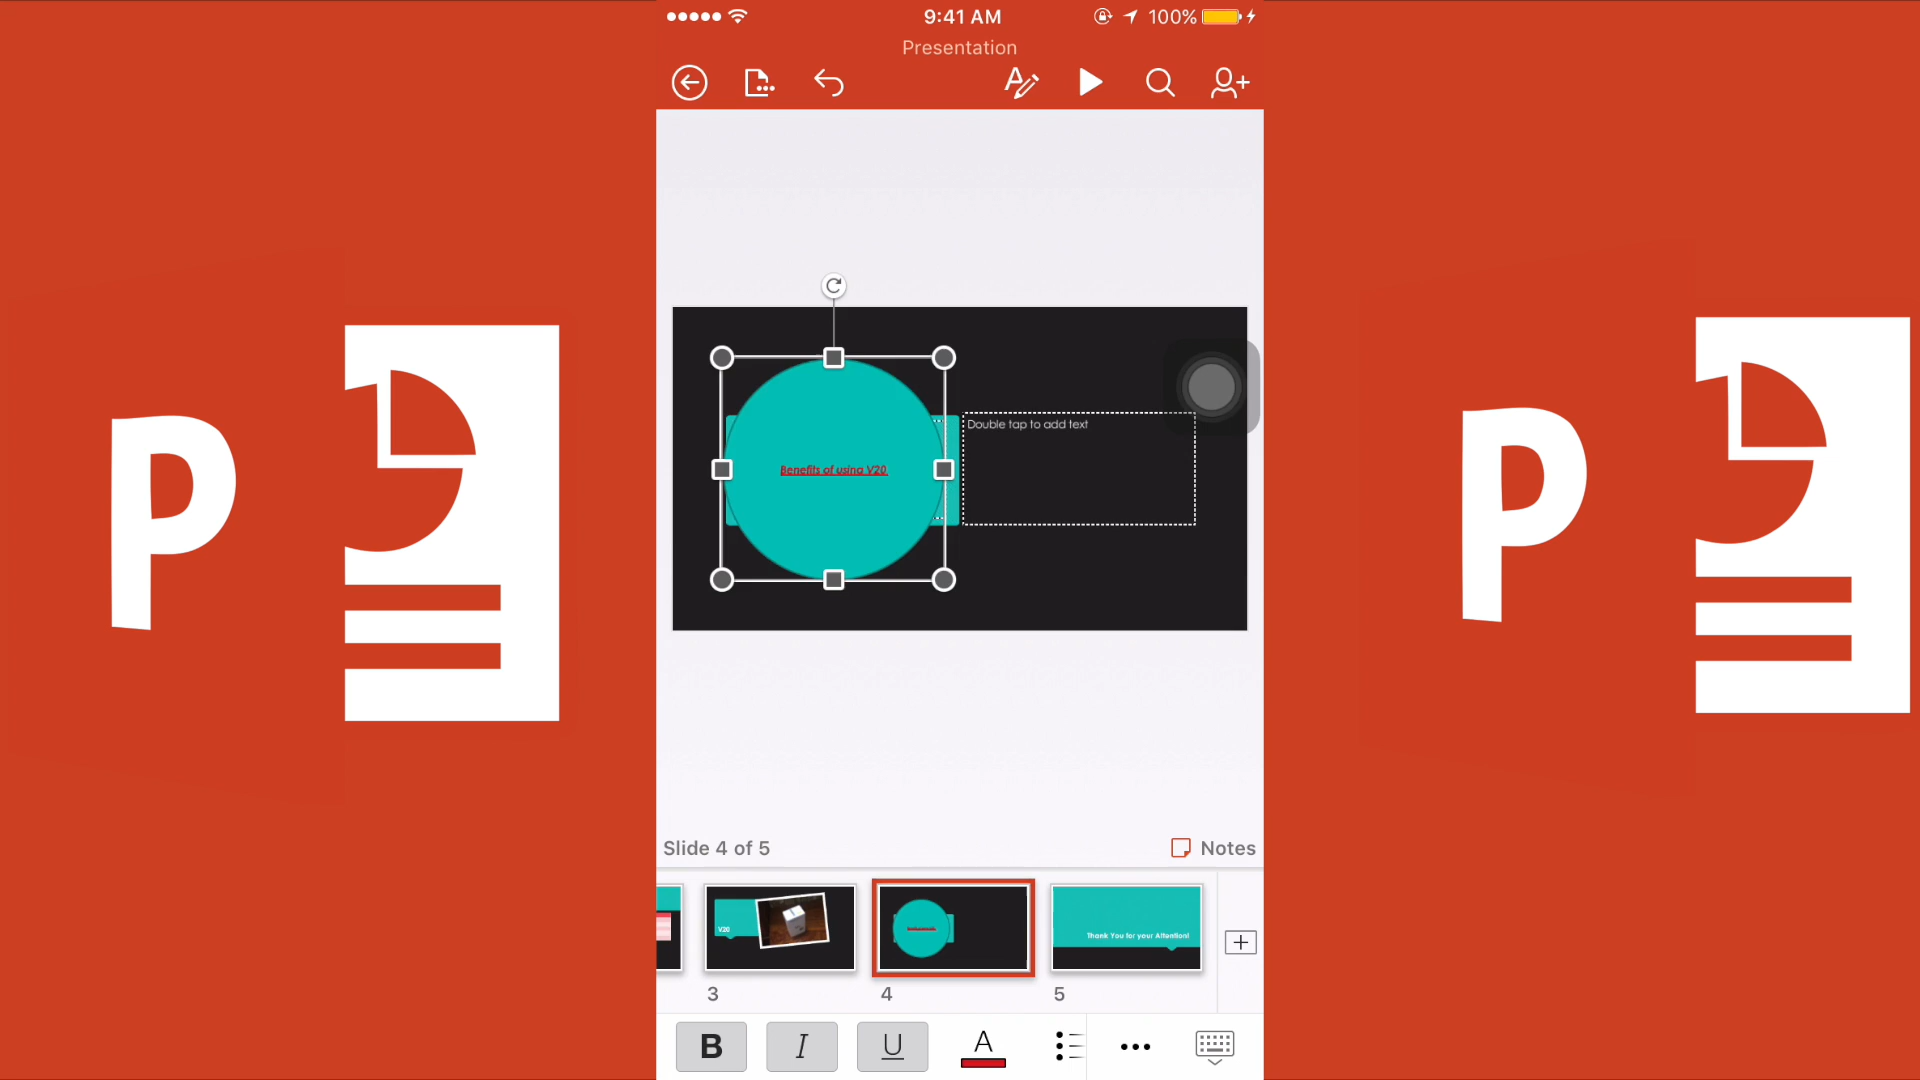 9:41 AM
100%
Presentation
Double tap to add text
Benefits of using V20
Slide 4 of 5
Notes
V20
Thank You for your Attention!
3
4
5
B
I
U
A
P
P